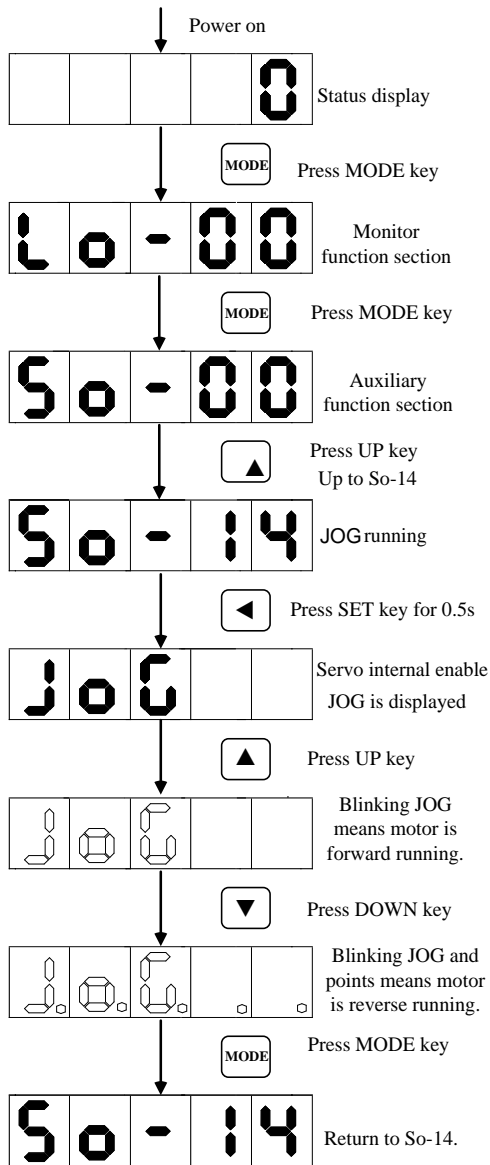 Power on
0
Status display
MODE
Press MODE key
Lo-00
Monitor
function section
MODE
Press MODE key
So-00
Auxiliary
function section
Press UP key
Up to So-14
So-14
JOG running
Press SET key for 0.5s
JoG
Servo internal enable
JOG is displayed
Press UP key
JoG
Blinking JOG
means motor is
forward running.
Press DOWN key
J.o.G. . .
Blinking JOG and
points means motor
is reverse running.
MODE
Press MODE key
So-14
Return to So-14.